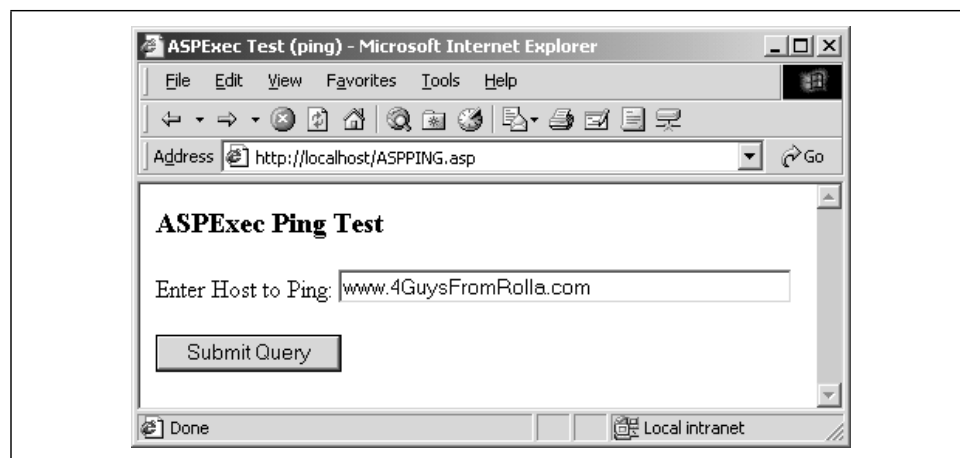 ASPExec Test (ping) - Microsoft Internet Explorer
File Edit View Favorites Tools Help
Address http://localhost/ASPPING.asp Go
ASPExec Ping Test
Enter Host to Ping: www.4GuysFromRolla.com
Submit Query
Done Local intranet